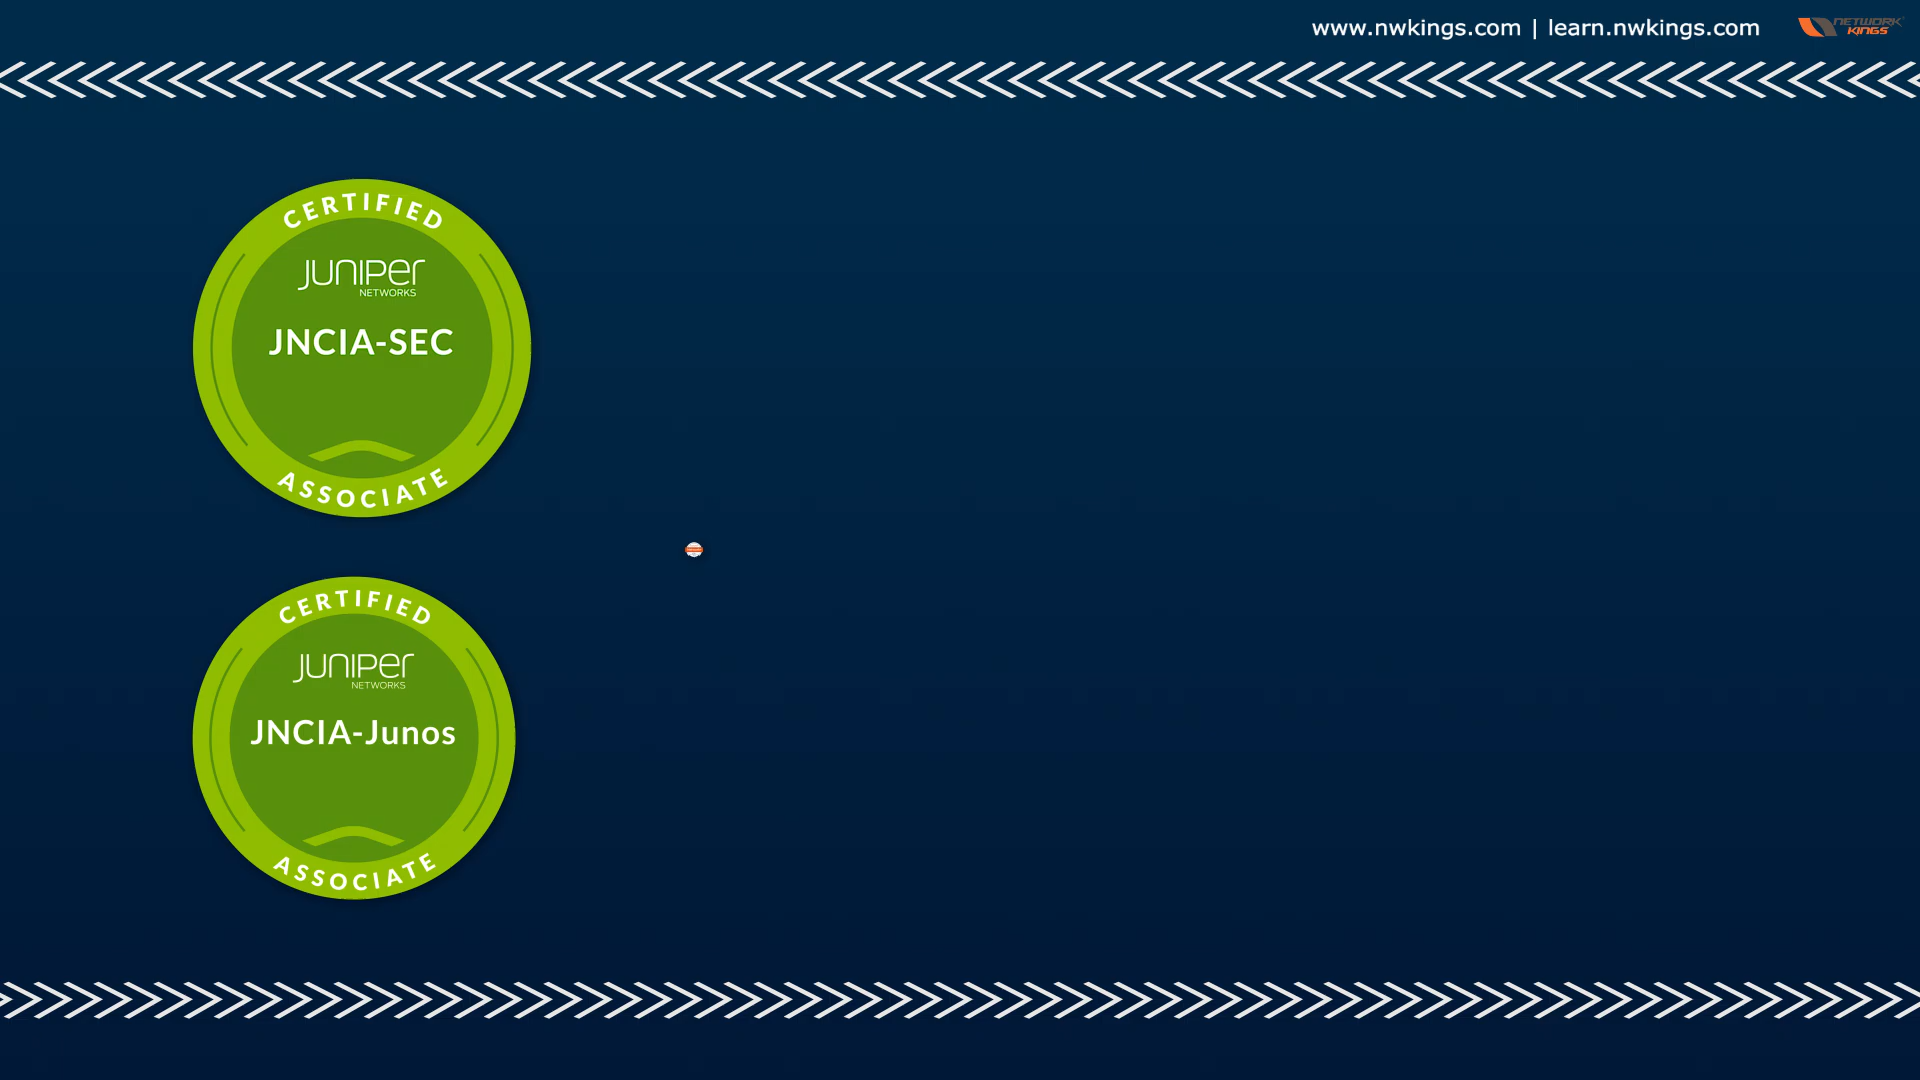 www.nwkings.com | learn.nwkings.com
NETWORK
KINGS
CERTIFIED
JUNIPer
NETWORKS
JNCIA-SEC
ASSOCIATE
CERTIFIED
JUNIPer
NETWORKS
JNCIA-Junos
ASSOCIATE